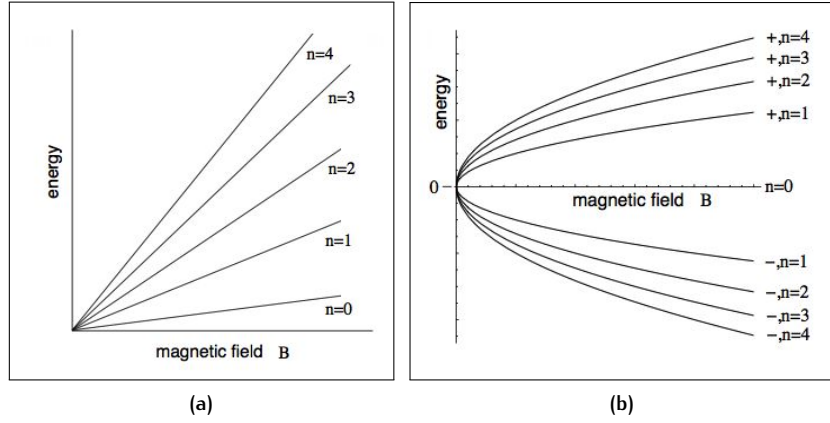 energy
n=4
n=3
n=2
n=1
n=0
magnetic field B
(a)
energy
+,n=4
+,n=3
+,n=2
+,n=1
0
n=0
magnetic field B
−,n=1
−,n=2
−,n=3
−,n=4
(b)